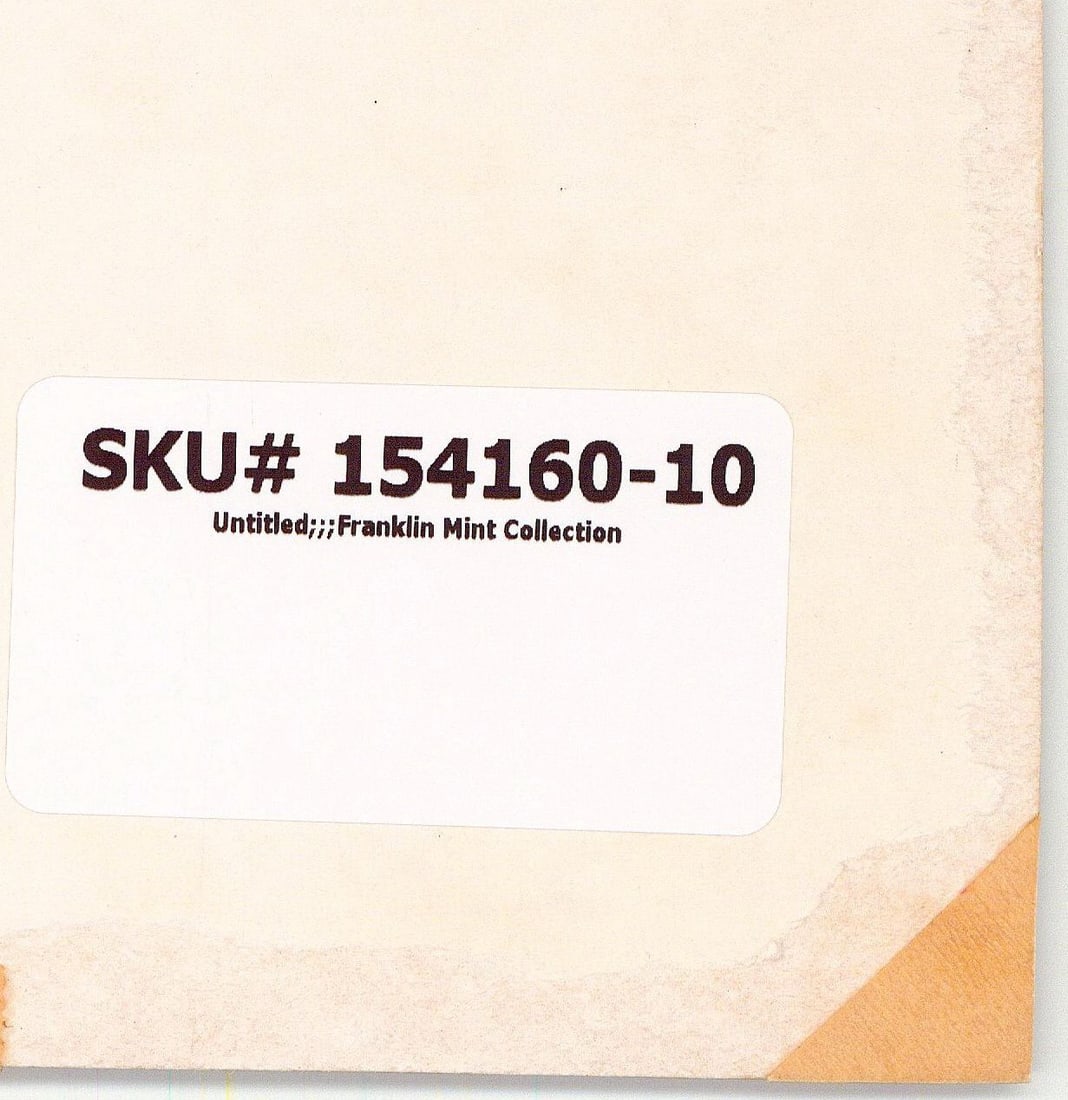 SKU# 154160-10
Untitled;;;Franklin Mint Collection